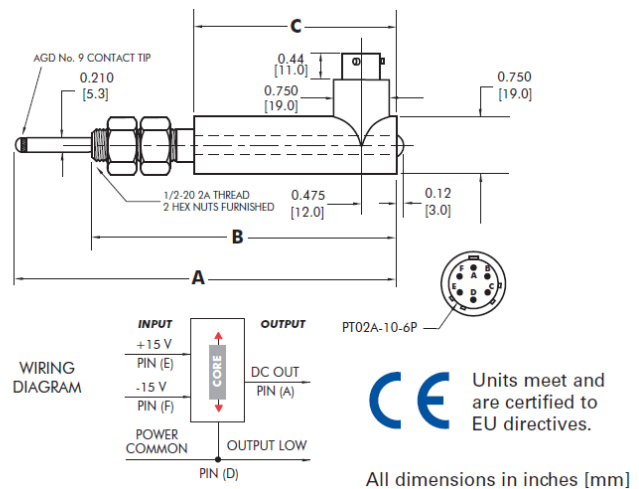 C
AGD No. 9 CONTACT TIP
0.44
[11.0]
0.210
[5.3]
0.750
[19.0]
0.750
[19.0]
1/2-20 2A THREAD
2 HEX NUTS FURNISHED
0.475
[12.0]
0.12
[3.0]
B
A
F
B
A
E
C
D
PT02A-10-6P
INPUT
OUTPUT
+15 V
PIN (E)
CORE
DC OUT
PIN (A)
-15 V
PIN (F)
WIRING
DIAGRAM
POWER
COMMON
OUTPUT LOW
PIN (D)
CE
Units meet and
are certified to
EU directives.
All dimensions in inches [mm]